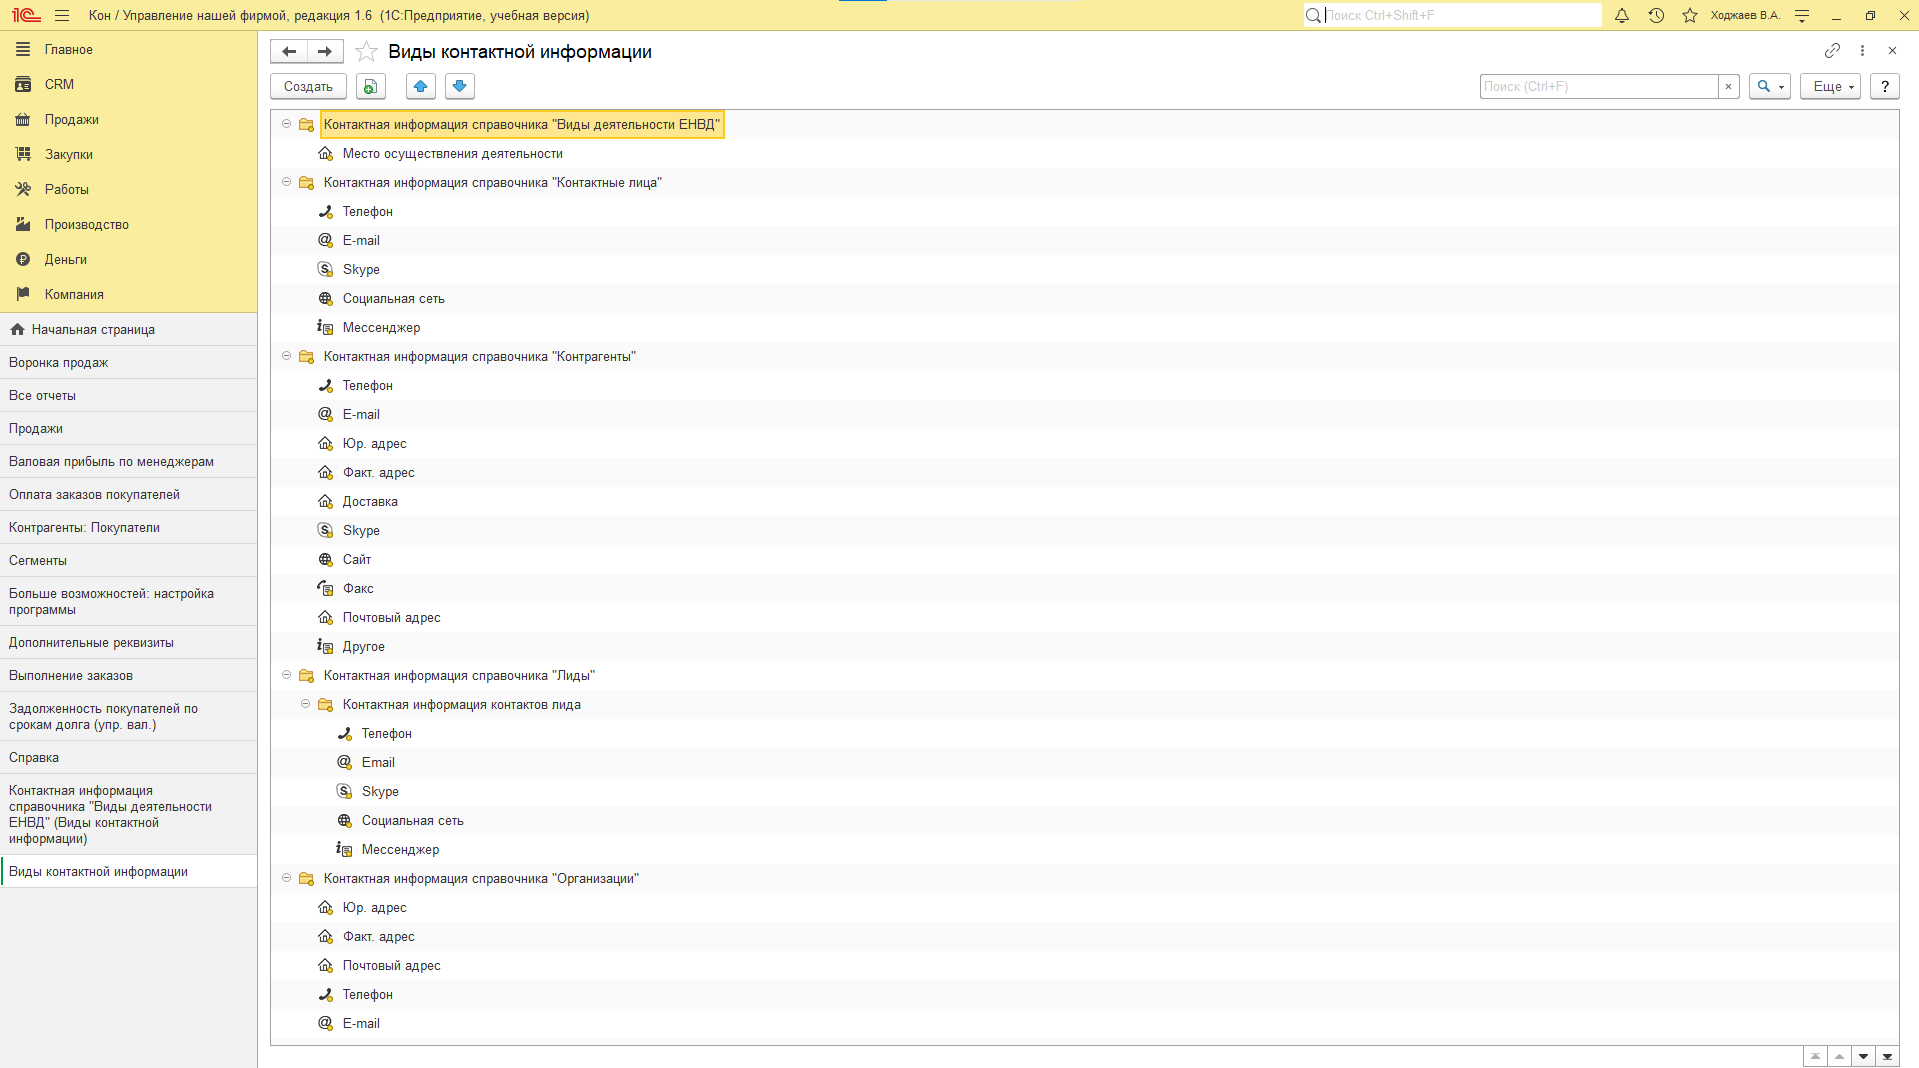 1С Кон / Управление нашей фирмой, редакция 1.6 (1С:Предприятие, учебная версия)
Поиск Ctrl+Shift+F
Ходжаев В.А.
Главное
CRM
Продажи
Закупки
Работы
Производство
Деньги
Компания
Начальная страница
Воронка продаж
Все отчеты
Продажи
Валовая прибыль по менеджерам
Оплата заказов покупателей
Контрагенты: Покупатели
Сегменты
Больше возможностей: настройка
программы
Дополнительные реквизиты
Выполнение заказов
Задолженность покупателей по
срокам долга (упр. вал.)
Справка
Контактная информация
справочника "Виды деятельности
ЕНВД" (Виды контактной
информации)
Виды контактной информации
Виды контактной информации
Создать
Поиск (Ctrl+F)
×
Еще
?
Контактная информация справочника "Виды деятельности ЕНВД"
Место осуществления деятельности
Контактная информация справочника "Контактные лица"
Телефон
E-mail
Skype
Социальная сеть
Мессенджер
Контактная информация справочника "Контрагенты"
Телефон
E-mail
Юр. адрес
Факт. адрес
Доставка
Skype
Сайт
Факс
Почтовый адрес
Другое
Контактная информация справочника "Лиды"
Контактная информация контактов лида
Телефон
Email
Skype
Социальная сеть
Мессенджер
Контактная информация справочника "Организации"
Юр. адрес
Факт. адрес
Почтовый адрес
Телефон
E-mail